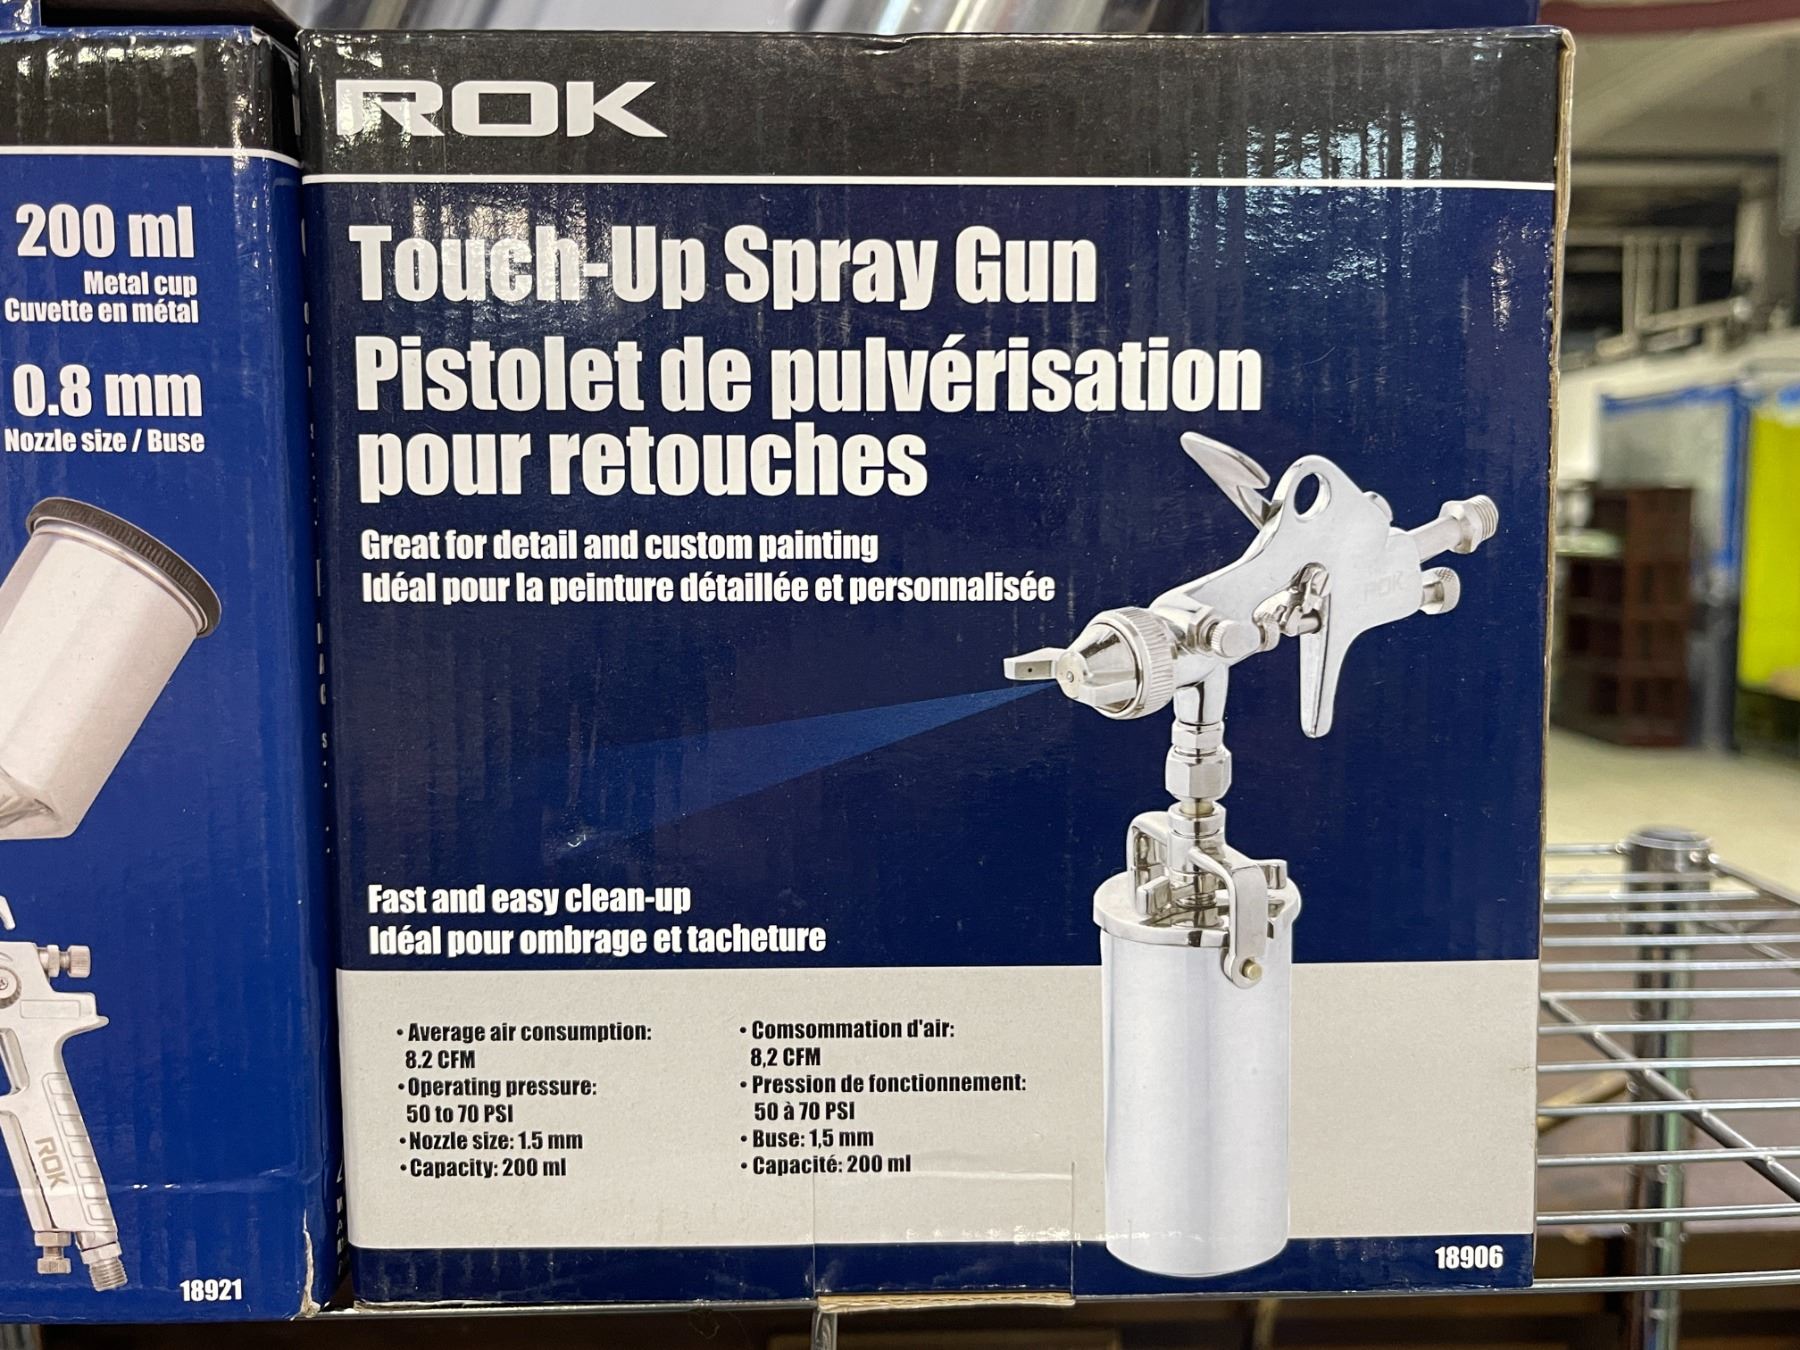 200 ml
Metal cup
Cuvette en métal
0.8 mm
Nozzle size / Buse
ROK
18921
ROK
Touch-Up Spray Gun
Pistolet de pulvérisation
pour retouches
Great for detail and custom painting
Idéal pour la peinture détaillée et personnalisée
ROK
Fast and easy clean-up
Idéal pour ombrage et tacheture
• Average air consumption:
8.2 CFM
• Operating pressure:
50 to 70 PSI
• Nozzle size: 1.5 mm
• Capacity: 200 ml
• Comsommation d'air:
8,2 CFM
• Pression de fonctionnement:
50 à 70 PSI
• Buse: 1,5 mm
• Capacité: 200 ml
18906